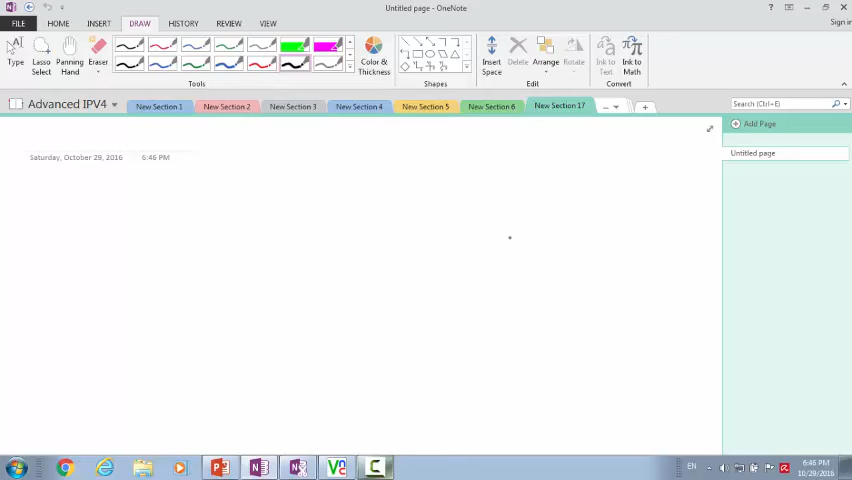 Untitled page - OneNote
FILE HOME INSERT DRAW HISTORY REVIEW VIEW
Sign in
Type
Lasso Select
Panning Hand
Eraser
Color & Thickness
Insert Space
Delete
Arrange
Rotate
Ink to Text
Ink to Math
Tools Shapes Edit Convert
Advanced IPV4 New Section 1 New Section 2 New Section 3 New Section 4 New Section 5 New Section 6 New Section 17 Search (Ctrl+E)
Add Page
Untitled page
Saturday, October 29, 2016 6:46 PM
EN 6:46 PM
10/29/2016